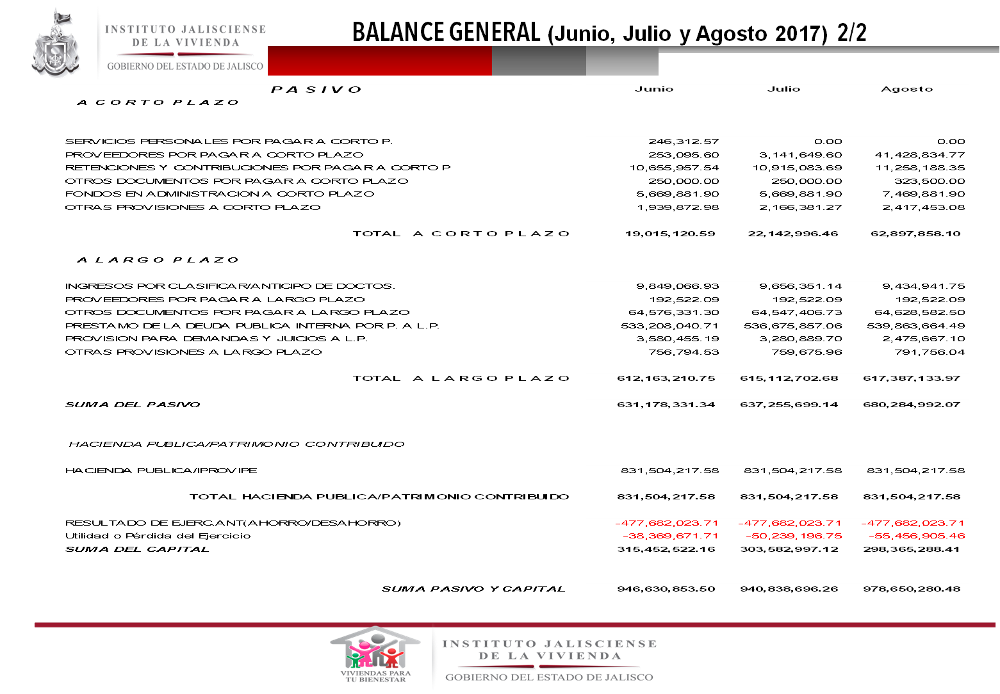 INSTITUTO JALISCIENSE
DE LA VIVIENDA
GOBIERNO DEL ESTADO DE JALISCO
BALANCE GENERAL (Junio, Julio y Agosto 2017) 2/2
P A S I V O Junio Julio Agosto
A C O R T O P L A Z O
SERVICIOS PERSONALES POR PAGAR A CORTO P. 246,312.57 0.00 0.00
PROVEEDORES POR PAGAR A CORTO PLAZO 253,095.60 3,141,649.60 41,428,834.77
RETENCIONES Y CONTRIBUCIONES POR PAGAR A CORTO P 10,655,957.54 10,915,083.69 11,258,188.35
OTROS DOCUMENTOS POR PAGAR A CORTO PLAZO 250,000.00 250,000.00 323,500.00
FONDOS EN ADMINISTRACION A CORTO PLAZO 5,669,881.90 5,669,881.90 7,469,881.90
OTRAS PROVISIONES A CORTO PLAZO 1,939,872.98 2,166,381.27 2,417,453.08
TOTAL A C O R T O P L A Z O 19,015,120.59 22,142,996.46 62,897,858.10
A L A R G O P L A Z O
INGRESOS POR CLASIFICAR/ANTICIPO DE DOCTOS. 9,849,066.93 9,656,351.14 9,434,941.75
PROVEEDORES POR PAGAR A LARGO PLAZO 192,522.09 192,522.09 192,522.09
OTROS DOCUMENTOS POR PAGAR A LARGO PLAZO 64,576,331.30 64,547,406.73 64,628,582.50
PRESTAMO DE LA DEUDA PUBLICA INTERNA POR P. A L.P. 533,208,040.71 536,675,857.06 539,863,664.49
PROVISION PARA DEMANDAS Y JUICIOS A L.P. 3,580,455.19 3,280,889.70 2,475,667.10
OTRAS PROVISIONES A LARGO PLAZO 756,794.53 759,675.96 791,756.04
TOTAL A L A R G O P L A Z O 612,163,210.75 615,112,702.68 617,387,133.97
SUMA DEL PASIVO 631,178,331.34 637,255,699.14 680,284,992.07
HACIENDA PUBLICA/PATRIMONIO CONTRIBUIDO
HACIENDA PUBLICA/IPROVIPE 831,504,217.58 831,504,217.58 831,504,217.58
TOTAL HACIENDA PUBLICA/PATRIMONIO CONTRIBUIDO 831,504,217.58 831,504,217.58 831,504,217.58
RESULTADO DE EJERC.ANT(AHORRO/DESAHORRO) -477,682,023.71 -477,682,023.71 -477,682,023.71
Utilidad o Pérdida del Ejercicio -38,369,671.71 -50,239,196.75 -55,456,905.46
SUMA DEL CAPITAL 315,452,522.16 303,582,997.12 298,365,288.41
SUMA PASIVO Y CAPITAL 946,630,853.50 940,838,696.26 978,650,280.48
VIVIENDAS PARA
TU BIENESTAR
INSTITUTO JALISCIENSE
DE LA VIVIENDA
GOBIERNO DEL ESTADO DE JALISCO